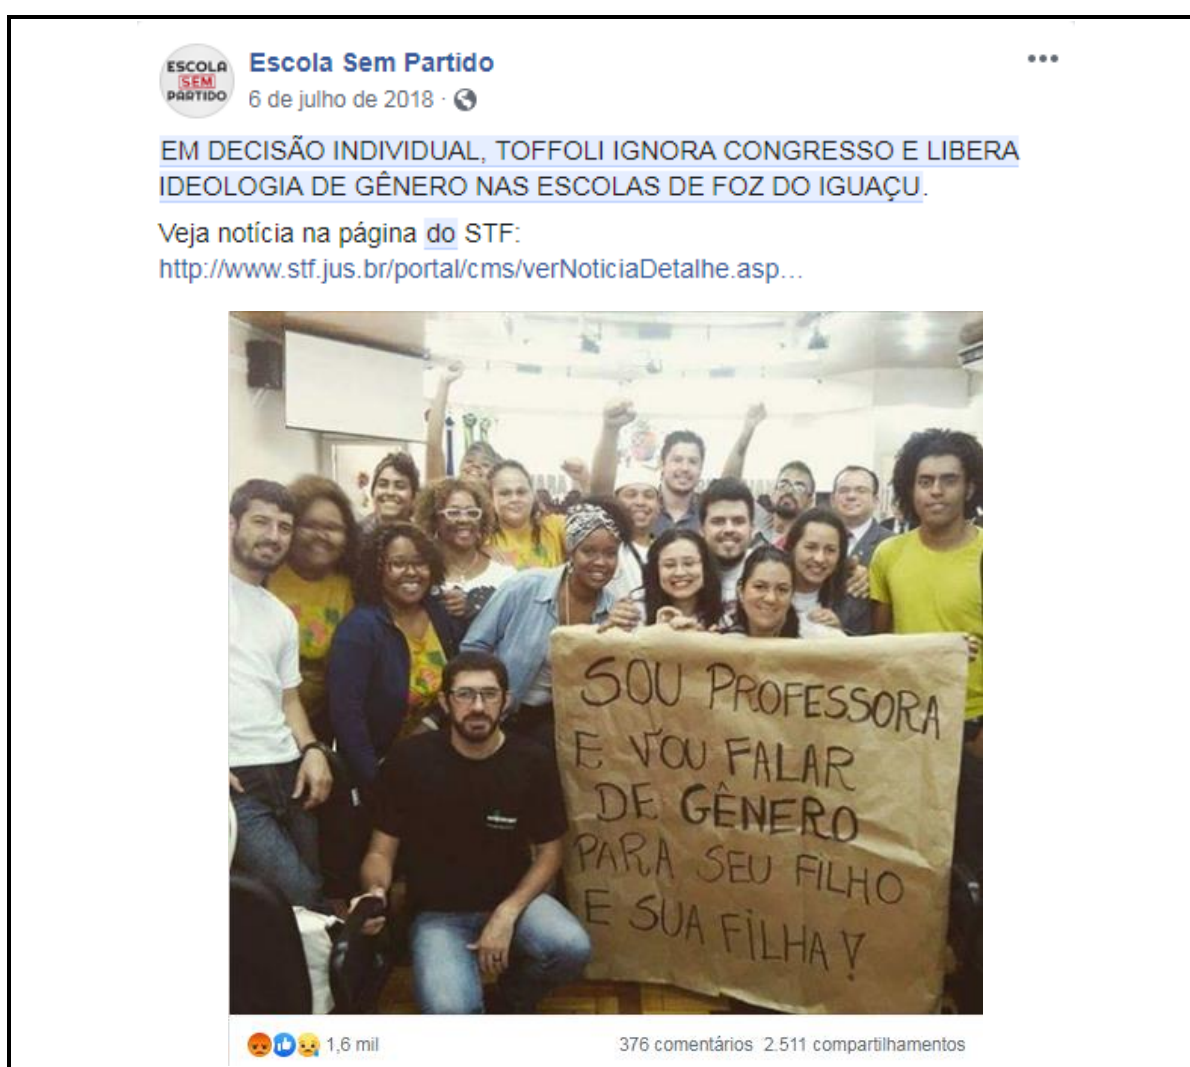 ESCOLA
SEM
PARTIDO
Escola Sem Partido
6 de julho de 2018 ·
EM DECISÃO INDIVIDUAL, TOFFOLI IGNORA CONGRESSO E LIBERA
IDEOLOGIA DE GÊNERO NAS ESCOLAS DE FOZ DO IGUAÇU.
Veja notícia na página do STF:
http://www.stf.jus.br/portal/cms/verNoticiaDetalhe.asp...
SOU PROFESSORA
E VOU FALAR
DE GÊNERO
PARA SEU FILHO
E SUA FILHA!
1,6 mil
376 comentários 2.511 compartilhamentos